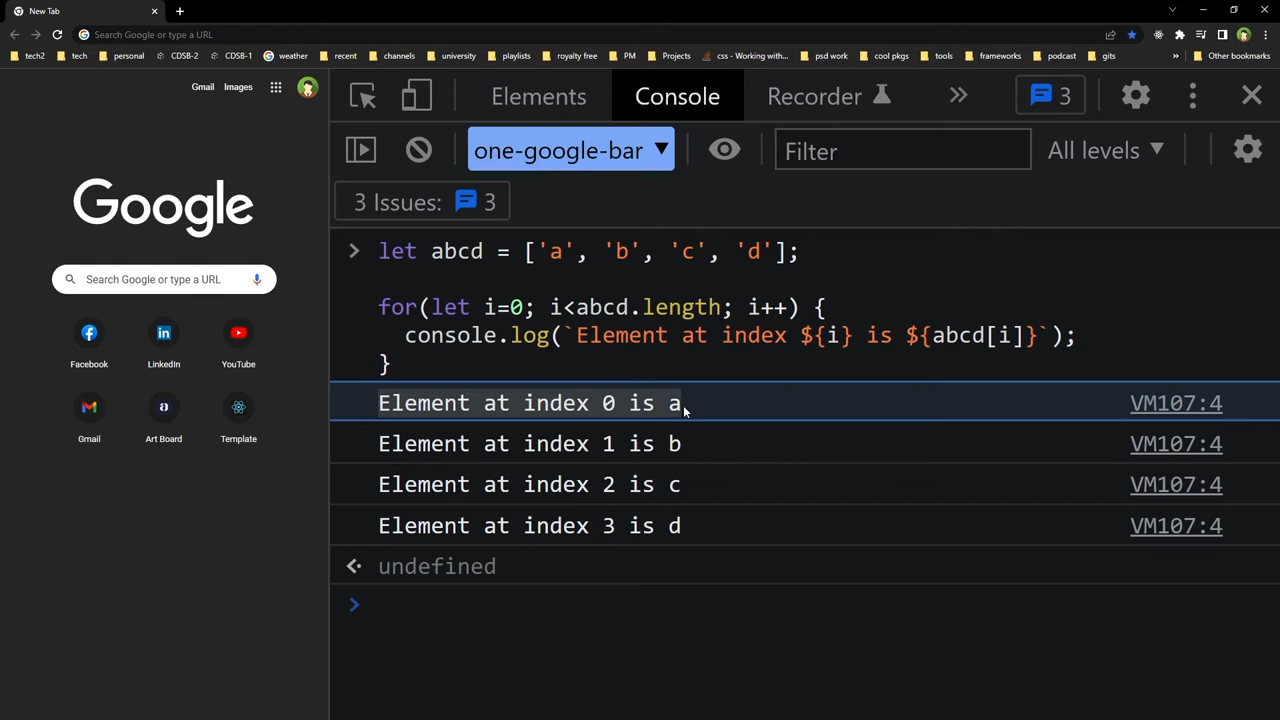 New Tab
Search Google or type a URL
tech2 tech personal CDSB-2 CDSB-1 weather recent channels university playlists royalty free PM Projects css - Working with... psd work cool pkgs tools frameworks podcast gits » Other bookmarks
Gmail Images
Google
Search Google or type a URL
Facebook LinkedIn YouTube
Gmail Art Board Template
Elements Console Recorder » 3
one-google-bar Filter All levels
3 Issues: 3
> let abcd = ['a', 'b', 'c', 'd'];
for(let i=0; i<abcd.length; i++) {
console.log(`Element at index ${i} is ${abcd[i]}`);
}
Element at index 0 is a VM107:4
Element at index 1 is b VM107:4
Element at index 2 is c VM107:4
Element at index 3 is d VM107:4
undefined
>